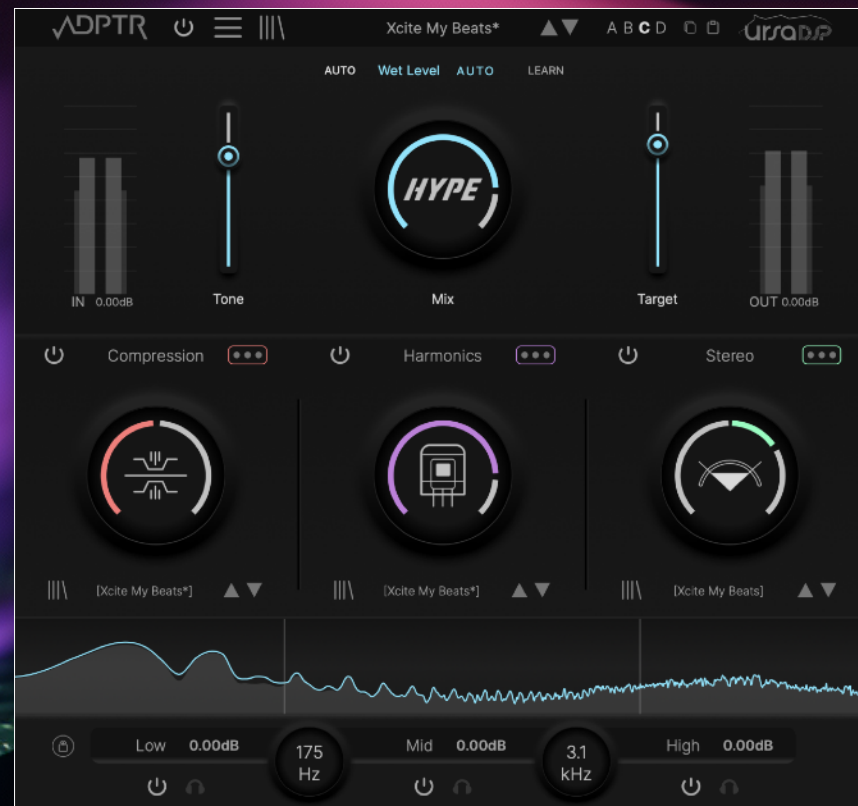 ADPTR Xcite My Beats* A B C D ursaDSP
AUTO Wet Level AUTO LEARN
HYPE
IN 0.00dB Tone Mix Target OUT 0.00dB
Compression Harmonics Stereo
[Xcite My Beats*] [Xcite My Beats*] [Xcite My Beats]
Low 0.00dB 175 Mid 0.00dB 3.1 High 0.00dB
Hz kHz